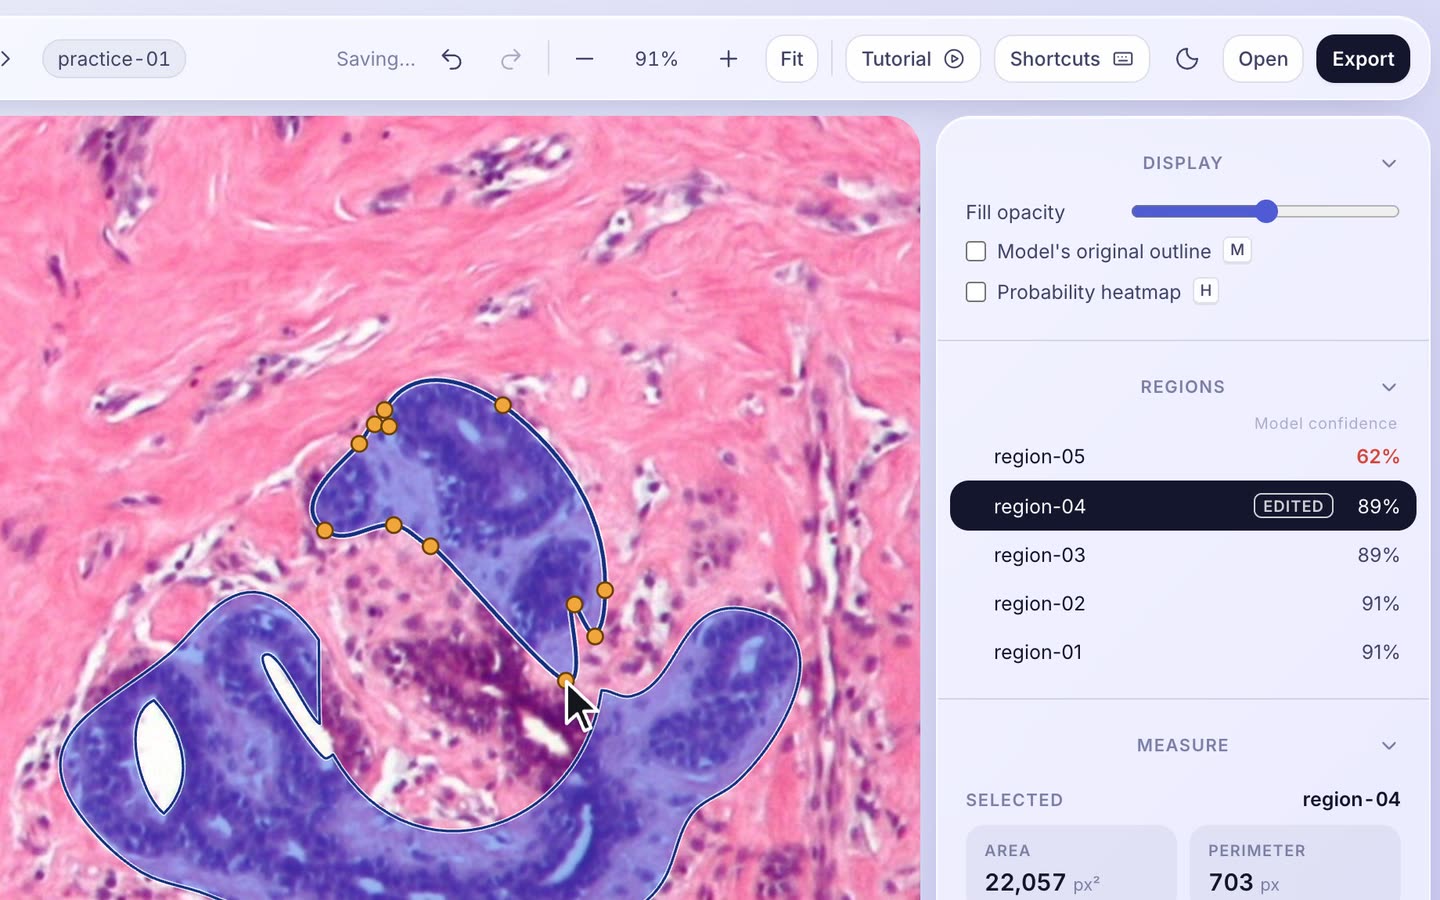 practice-01 Saving... 91% Fit Tutorial Shortcuts Open Export
DISPLAY
Fill opacity
Model's original outline M
Probability heatmap H
REGIONS
Model confidence
region-05 62%
region-04 EDITED 89%
region-03 89%
region-02 91%
region-01 91%
MEASURE
SELECTED region-04
AREA PERIMETER
22,057 px² 703 px